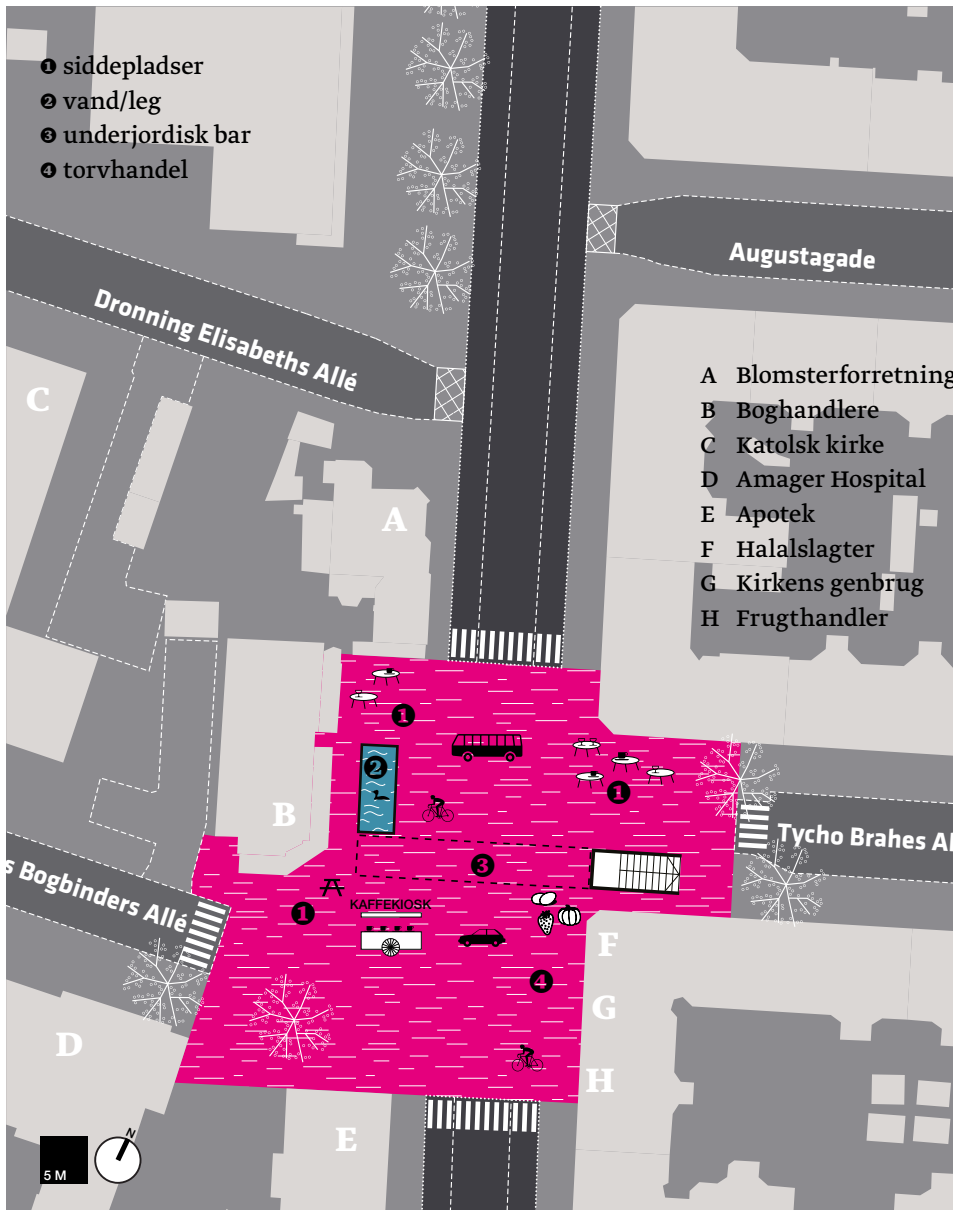 ❶ siddepladser
❷ vand/leg
❸ underjordisk bar
❹ torvhandel
Augustagade
Dronning Elisabeths Allé
A Blomsterforretning
B Boghandlere
C Katolsk kirke
D Amager Hospital
E Apotek
F Halalslagter
G Kirkens genbrug
H Frugthandler
C
A
1
2
1
B
Tycho Brahes Al
3
s Bogbinders Allé
1
KAFFEKIOSK
F
4
G
D
H
E
N
5 M